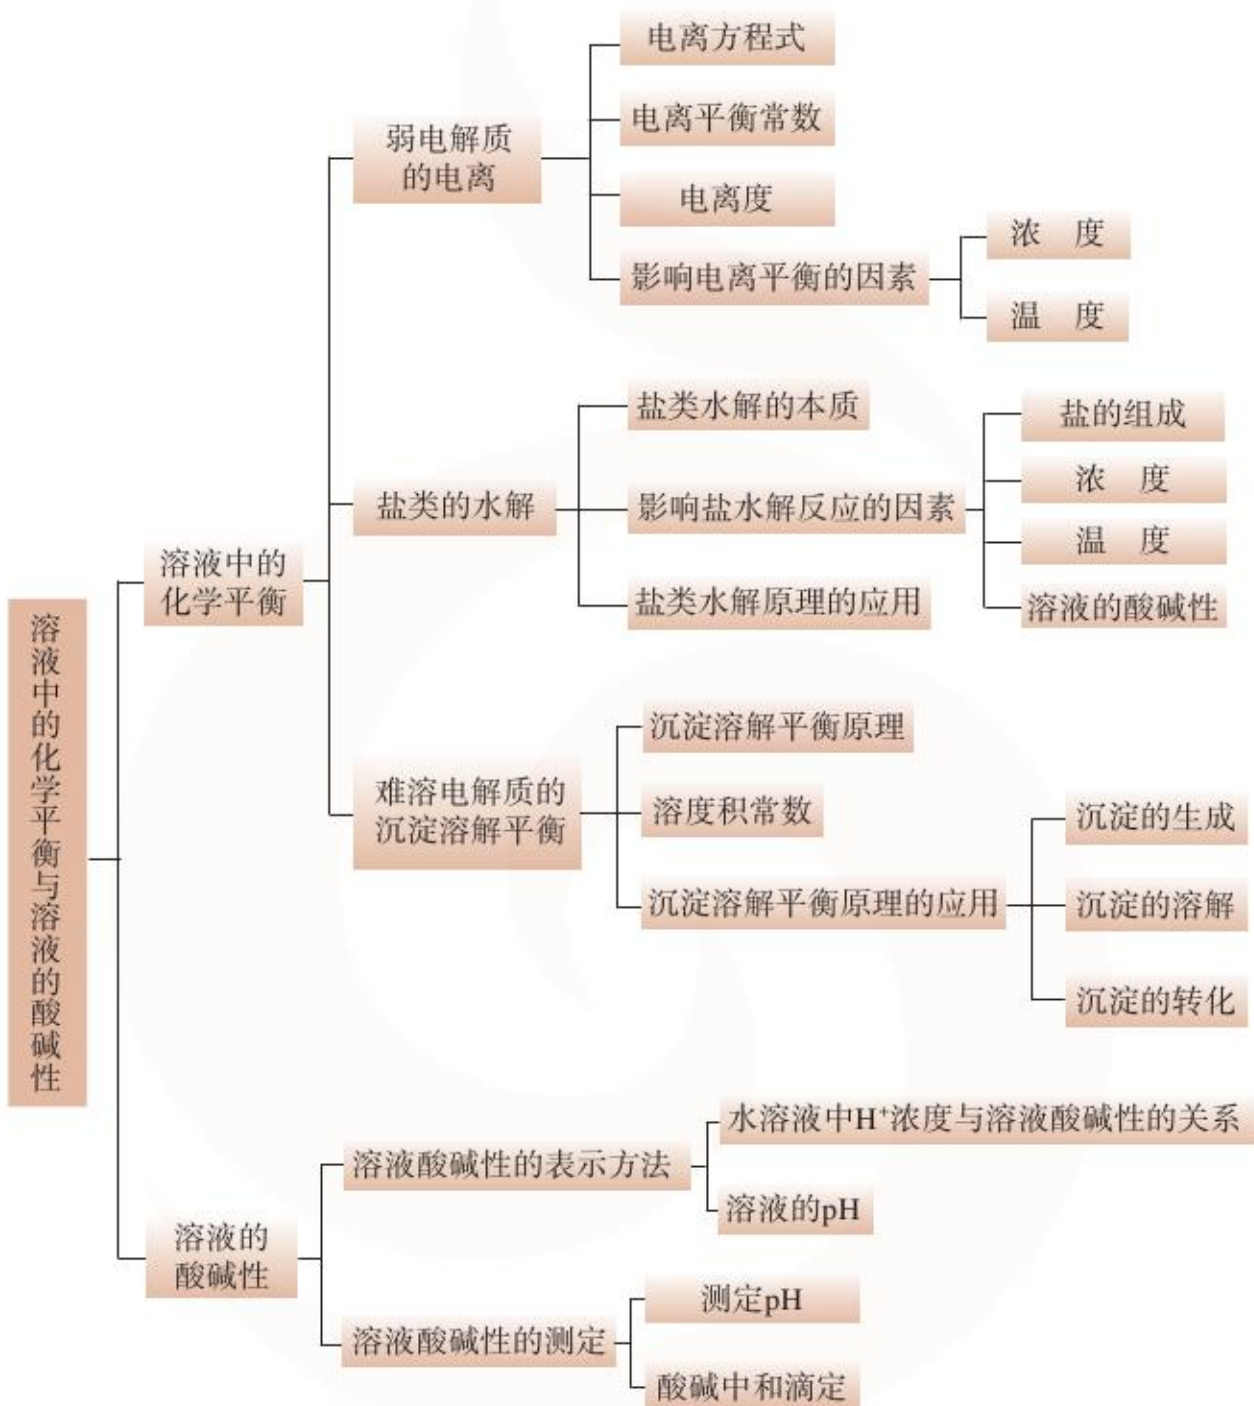 溶液中的化学平衡与溶液的酸碱性
溶液中的
化学平衡
弱电解质
的电离
电离方程式
电离平衡常数
电离度
影响电离平衡的因素
浓 度
温 度
盐类的水解
盐类水解的本质
影响盐水解反应的因素
盐的组成
浓 度
温 度
溶液的酸碱性
盐类水解原理的应用
难溶电解质的
沉淀溶解平衡
沉淀溶解平衡原理
溶度积常数
沉淀溶解平衡原理的应用
沉淀的生成
沉淀的溶解
沉淀的转化
溶液的
酸碱性
溶液酸碱性的表示方法
水溶液中H⁺浓度与溶液酸碱性的关系
溶液的pH
溶液酸碱性的测定
测定pH
酸碱中和滴定